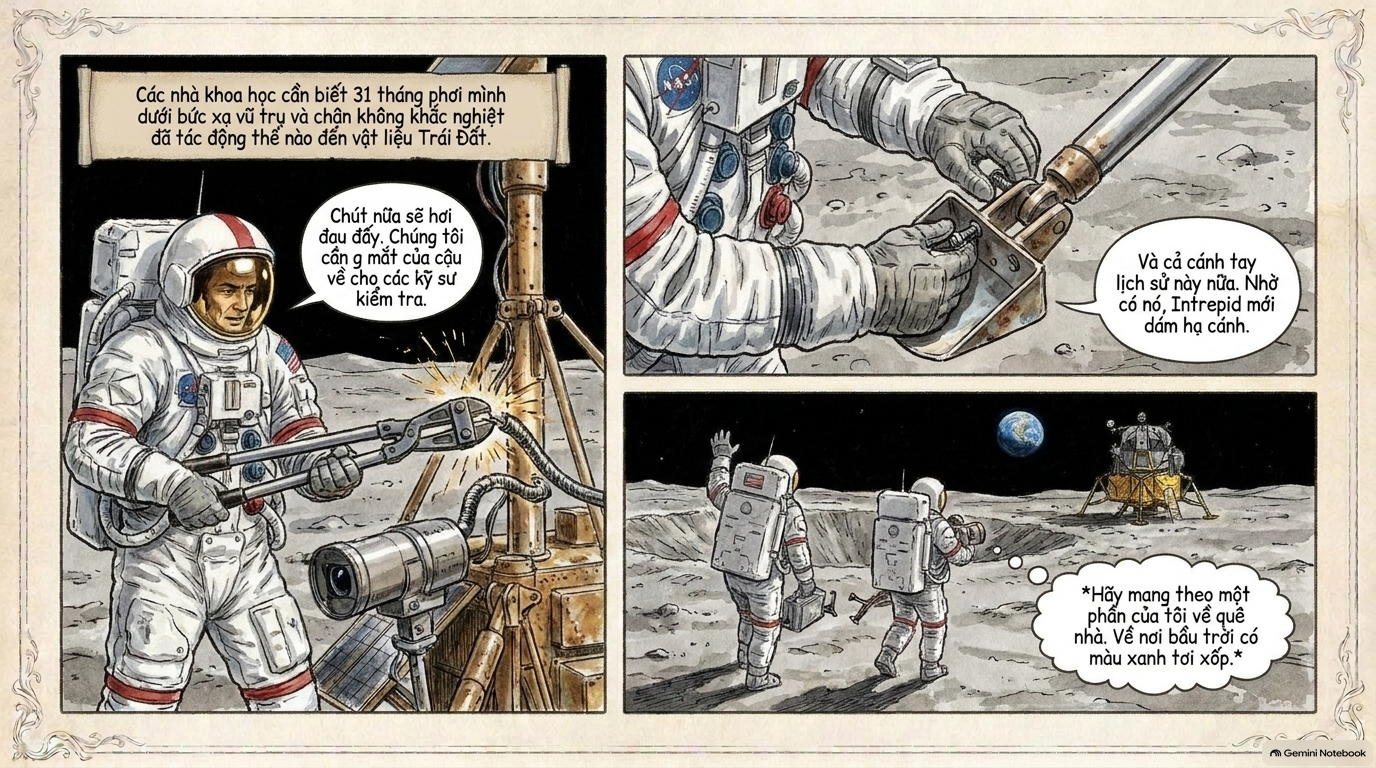 Các nhà khoa học cần biết 31 tháng phơi mình
dưới bức xạ vũ trụ và chân không khắc nghiệt
đã tác động thế nào đến vật liệu Trái Đất.
Chút nữa sẽ hơi
đau đấy. Chúng tôi
cần g mắt của cậu
về cho các kỹ sư
kiểm tra.
Và cả cánh tay
lịch sử này nữa. Nhờ
có nó, Intrepid mới
dám hạ cánh.
*Hãy mang theo một
phần của tôi về quê
nhà. Về nơi bầu trời có
màu xanh tơi xốp.*
Gemini Notebook